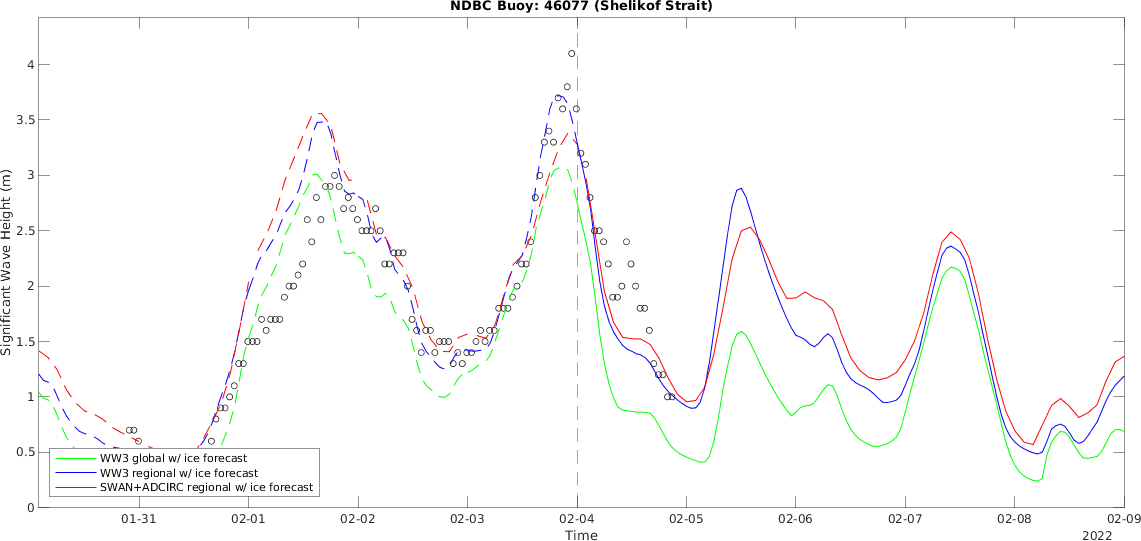 NDBC Buoy: 46077 (Shelikof Strait)
4
3.5
3
2.5
2
1.5
1
0.5
0
Significant Wave Height (m)
WW3 global w/ ice forecast
WW3 regional w/ ice forecast
SWAN+ADCIRC regional w/ ice forecast
01-31 02-01 02-02 02-03 02-04 02-05 02-06 02-07 02-08 02-09
Time
2022